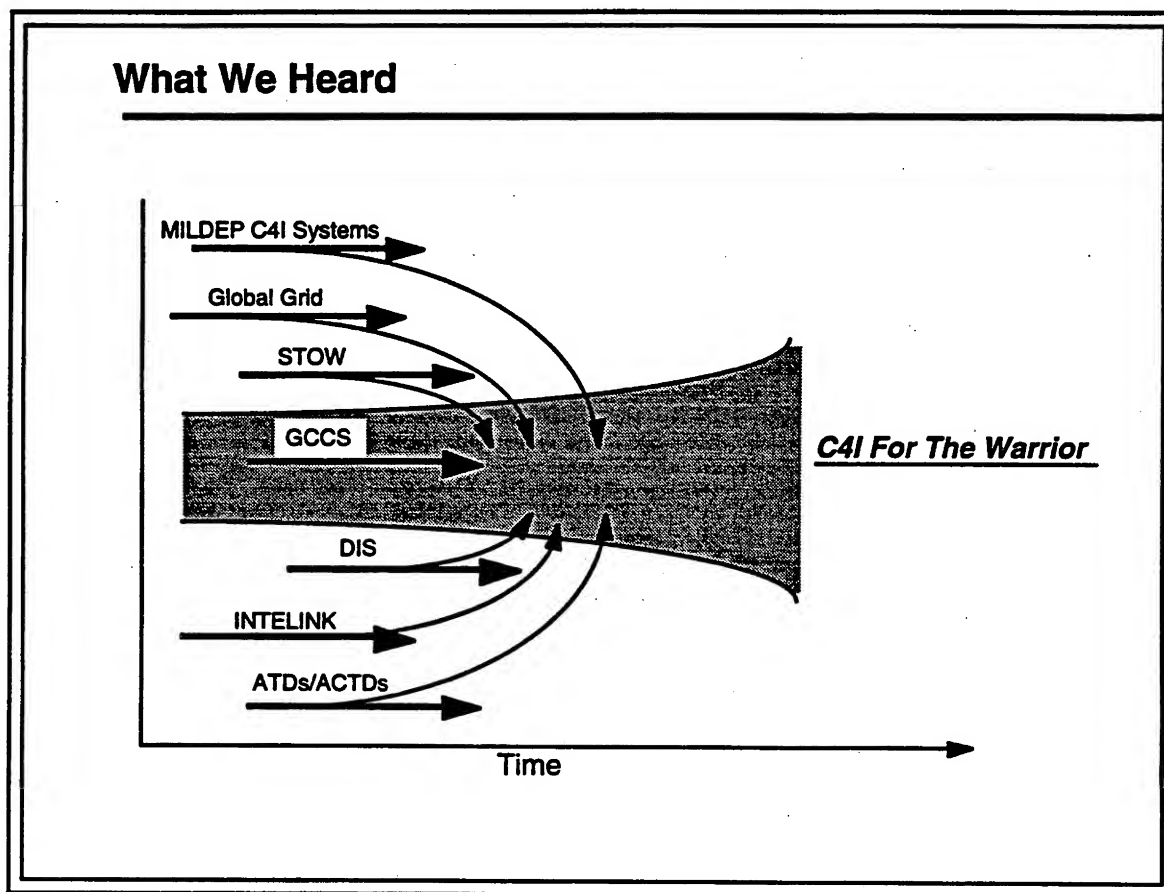 What We Heard
MILDEP C4I Systems
Global Grid
STOW
GCCS
C4I For The Warrior
DIS
INTELINK
ATDs/ACTDs
Time